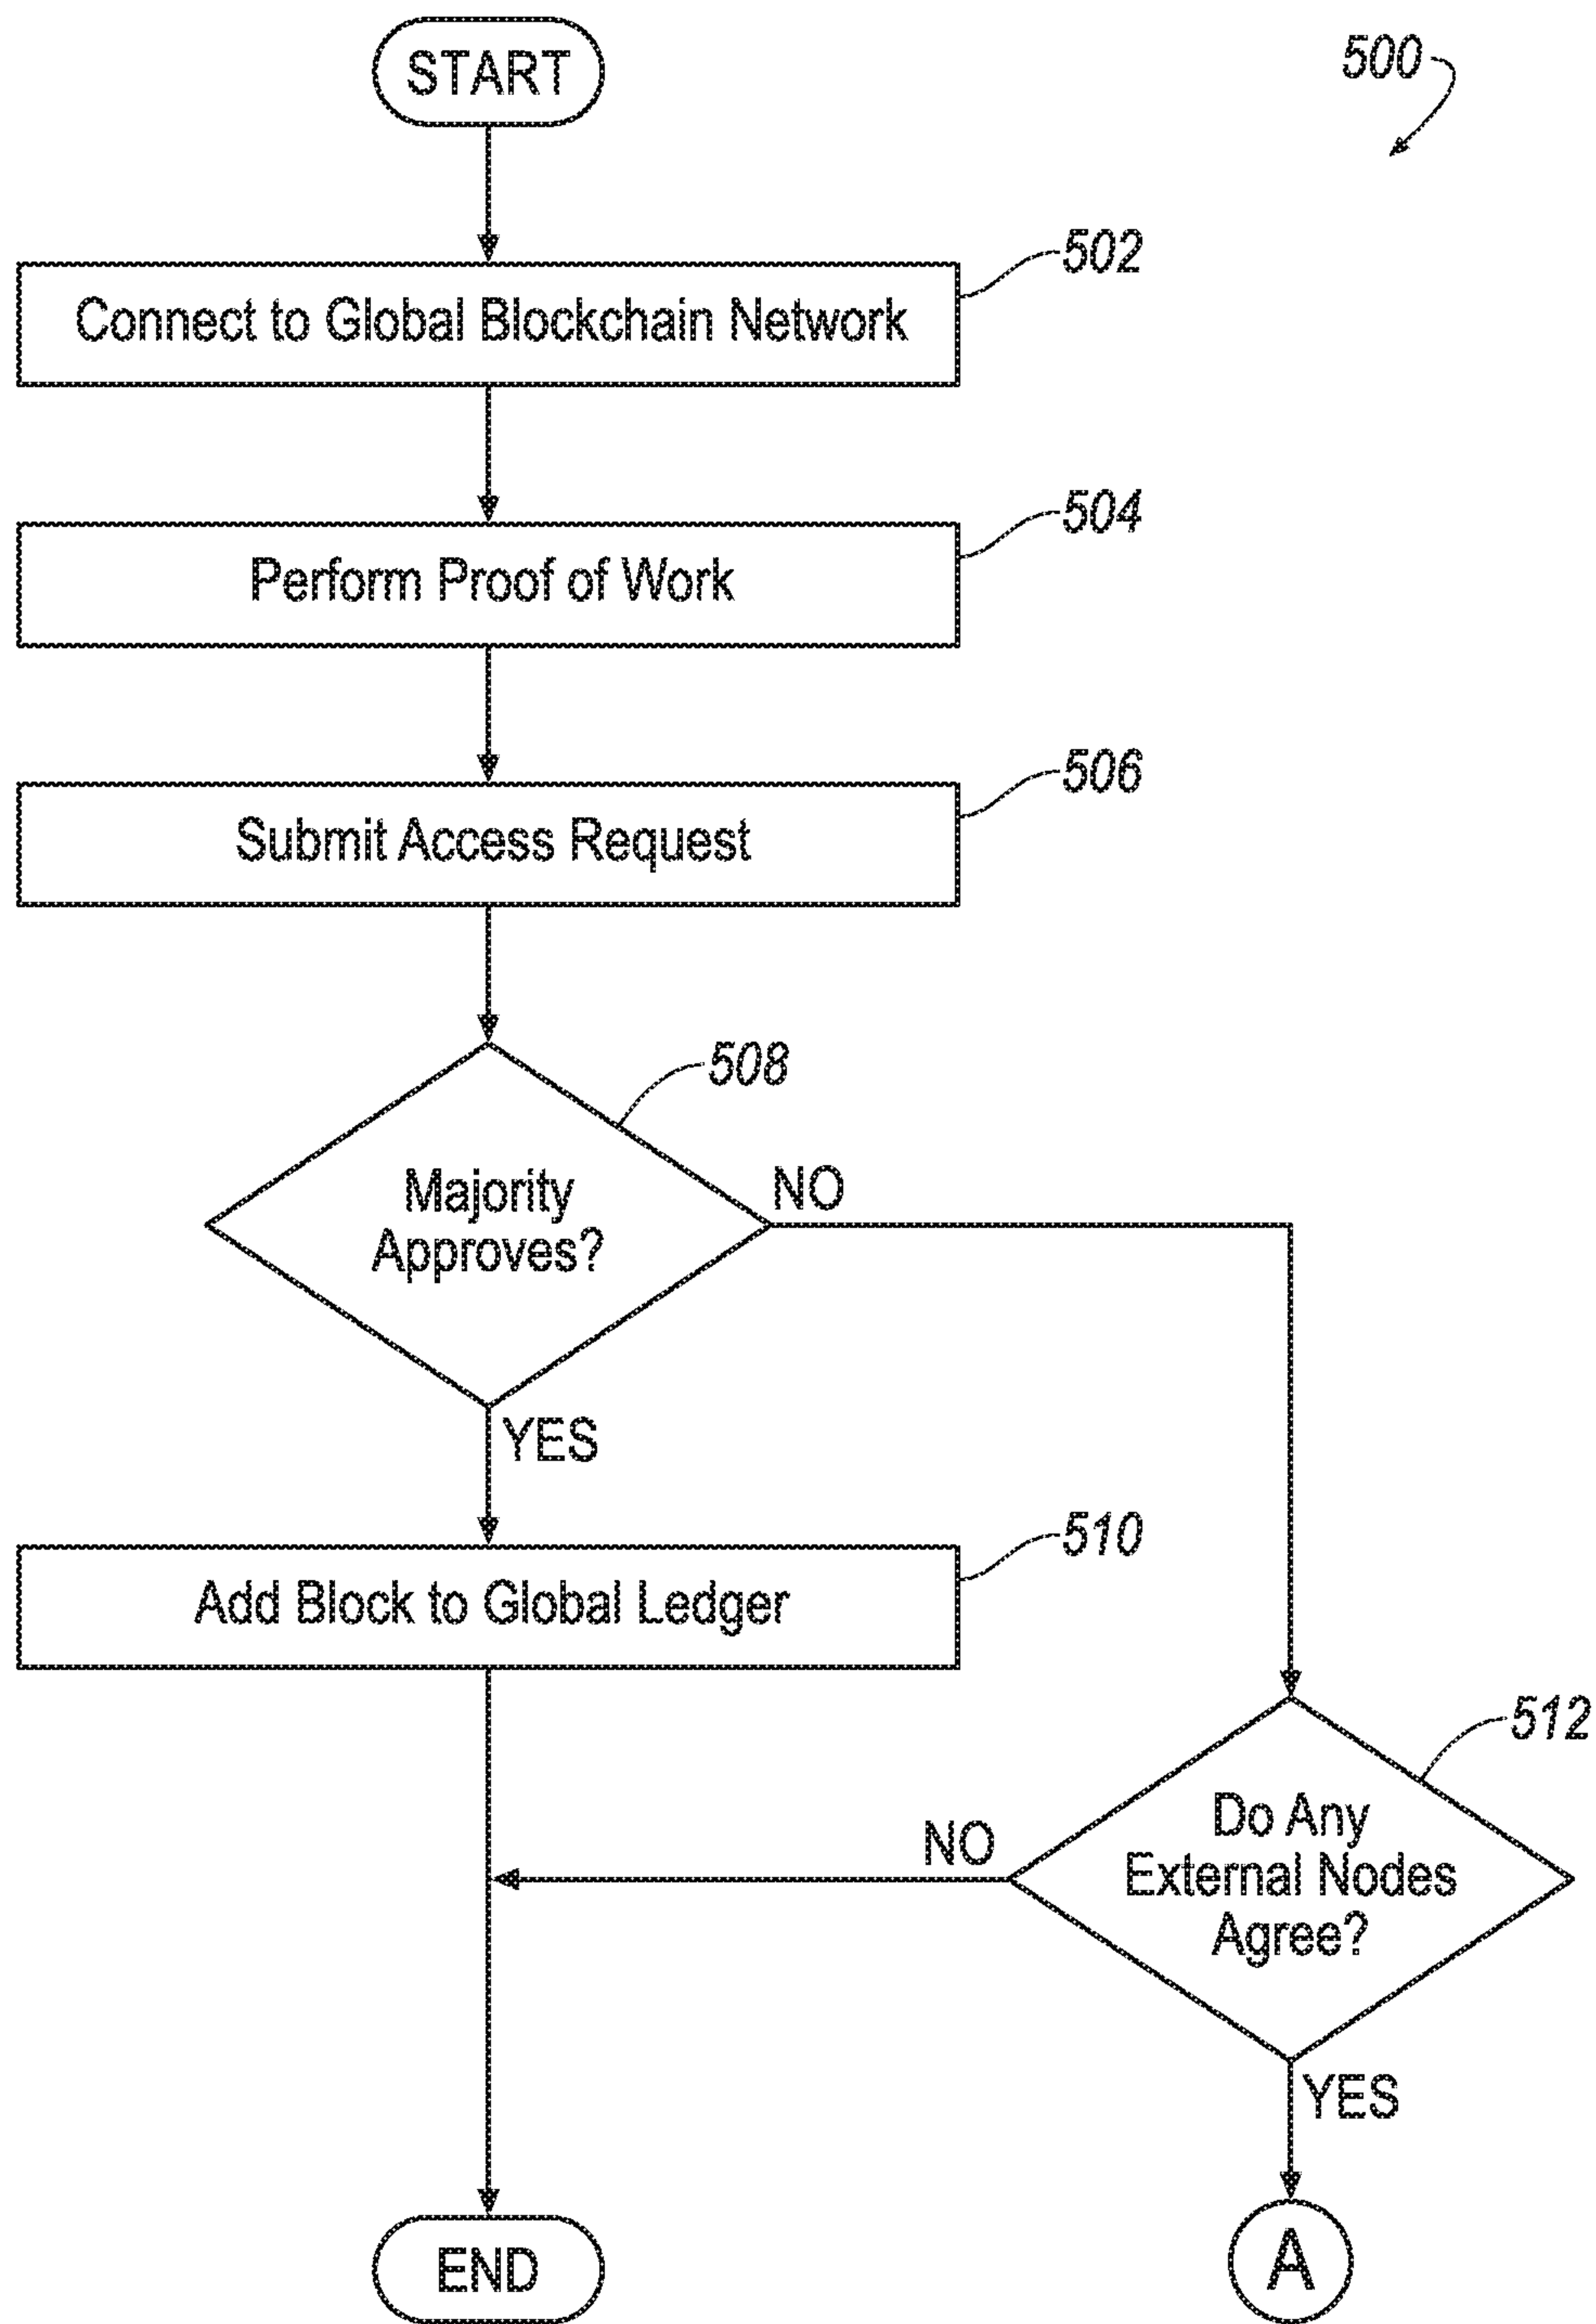 START
500
502
Connect to Global Blockchain Network
504
Perform Proof of Work
506
Submit Access Request
508
Majority
Approves?
NO
YES
510
Add Block to Global Ledger
512
Do Any
External Nodes
Agree?
NO
YES
END
A